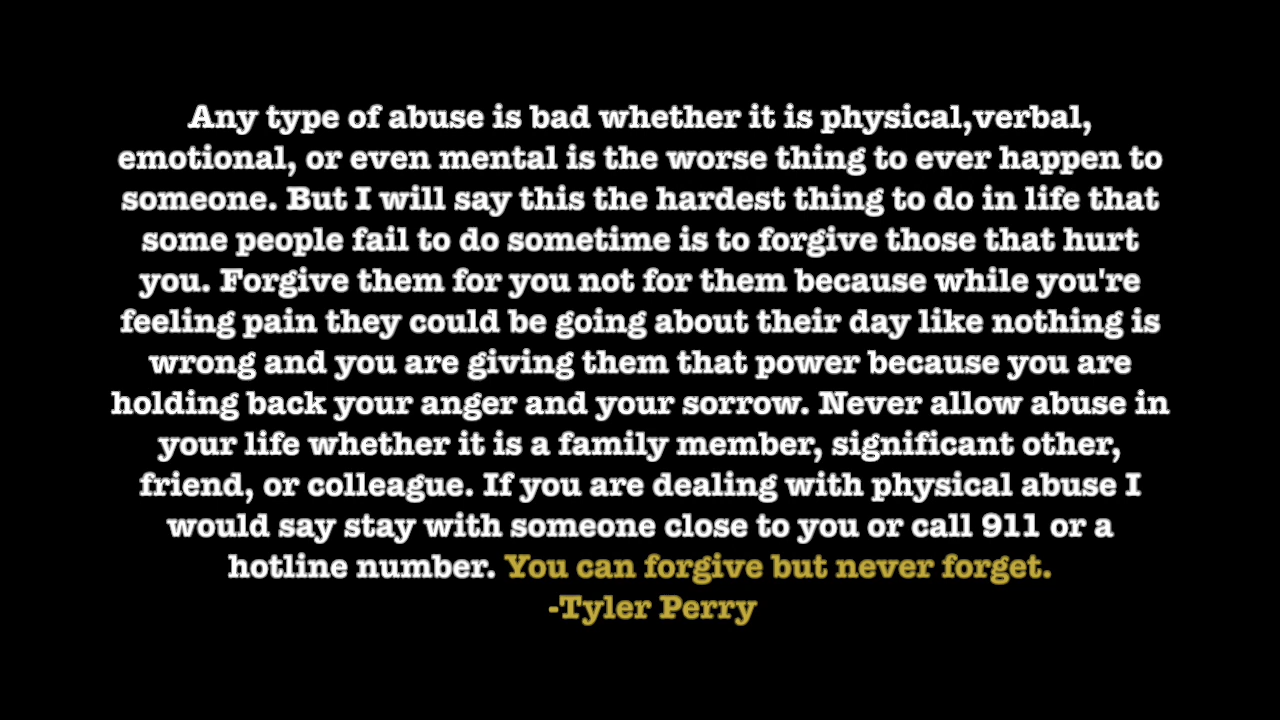 Any type of abuse is bad whether it is physical,verbal,
emotional, or even mental is the worse thing to ever happen to
someone. But I will say this the hardest thing to do in life that
some people fail to do sometime is to forgive those that hurt
you. Forgive them for you not for them because while you're
feeling pain they could be going about their day like nothing is
wrong and you are giving them that power because you are
holding back your anger and your sorrow. Never allow abuse in
your life whether it is a family member, significant other,
friend, or colleague. If you are dealing with physical abuse I
would say stay with someone close to you or call 911 or a
hotline number. You can forgive but never forget.
-Tyler Perry